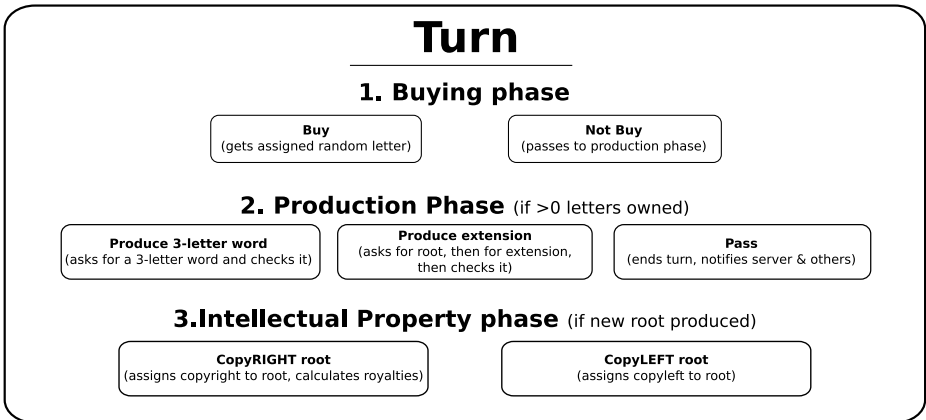 Turn
1. Buying phase
Buy
(gets assigned random letter)
Not Buy
(passes to production phase)
2. Production Phase (if >0 letters owned)
Produce 3-letter word
(asks for a 3-letter word and checks it)
Produce extension
(asks for root, then for extension,
then checks it)
Pass
(ends turn, notifies server & others)
3.Intellectual Property phase (if new root produced)
CopyRIGHT root
(assigns copyright to root, calculates royalties)
CopyLEFT root
(assigns copyleft to root)